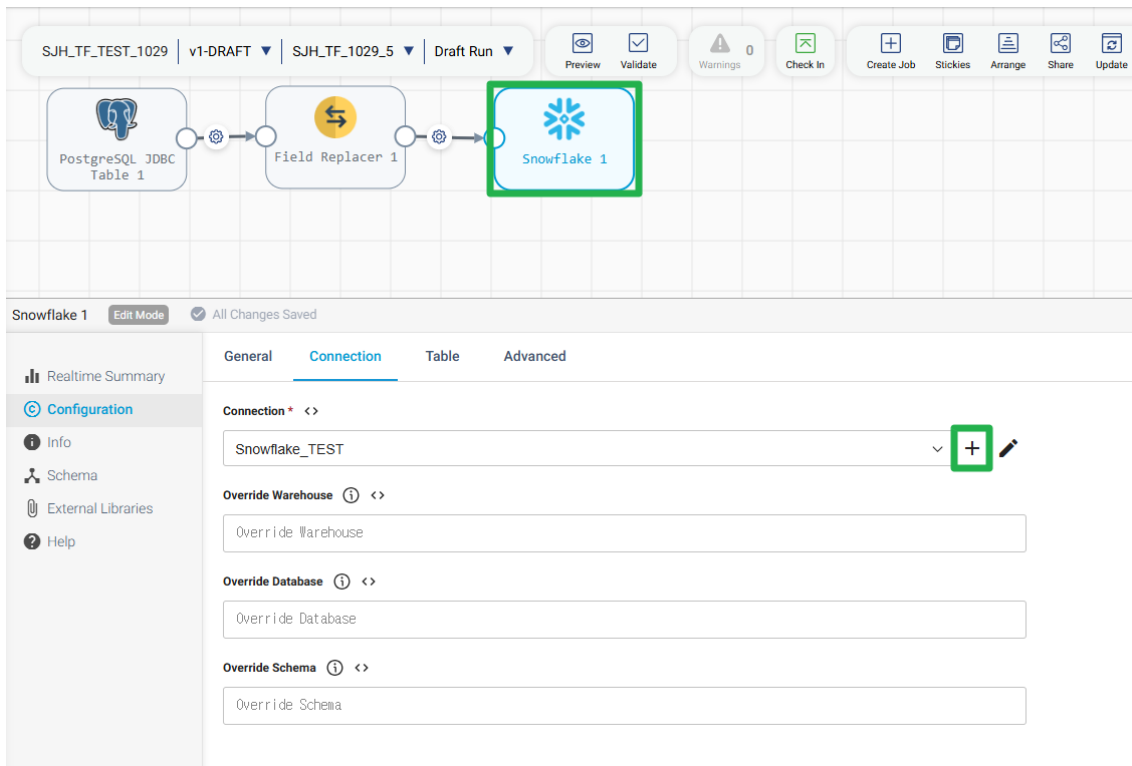 SJH_TF_TEST_1029 v1-DRAFT SJH_TF_1029_5 Draft Run
Preview Validate Warnings 0 Check In Create Job Stickies Arrange Share Update
PostgreSQL JDBC
Table 1
Field Replacer 1
Snowflake 1
Snowflake 1 Edit Mode All Changes Saved
General Connection Table Advanced
Realtime Summary
Configuration
Info
Schema
External Libraries
Help
Connection *
Snowflake_TEST
Override Warehouse
Override Warehouse
Override Database
Override Database
Override Schema
Override Schema